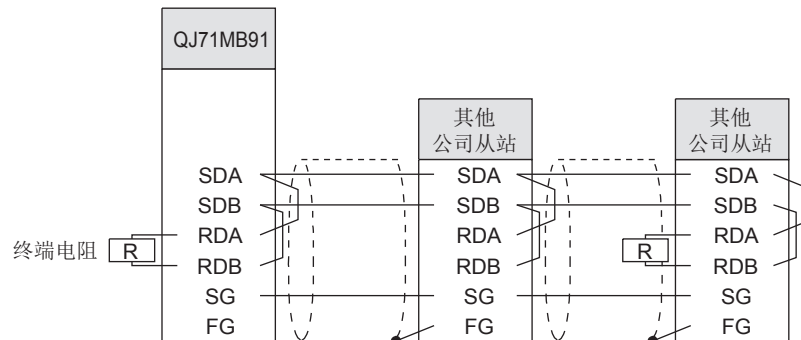 QJ71MB91
其他
公司从站
其他
公司从站
SDA SDA SDA
SDB SDB SDB
RDA RDA RDA
终端电阻 R R
RDB RDB RDB
SG SG SG
FG FG FG